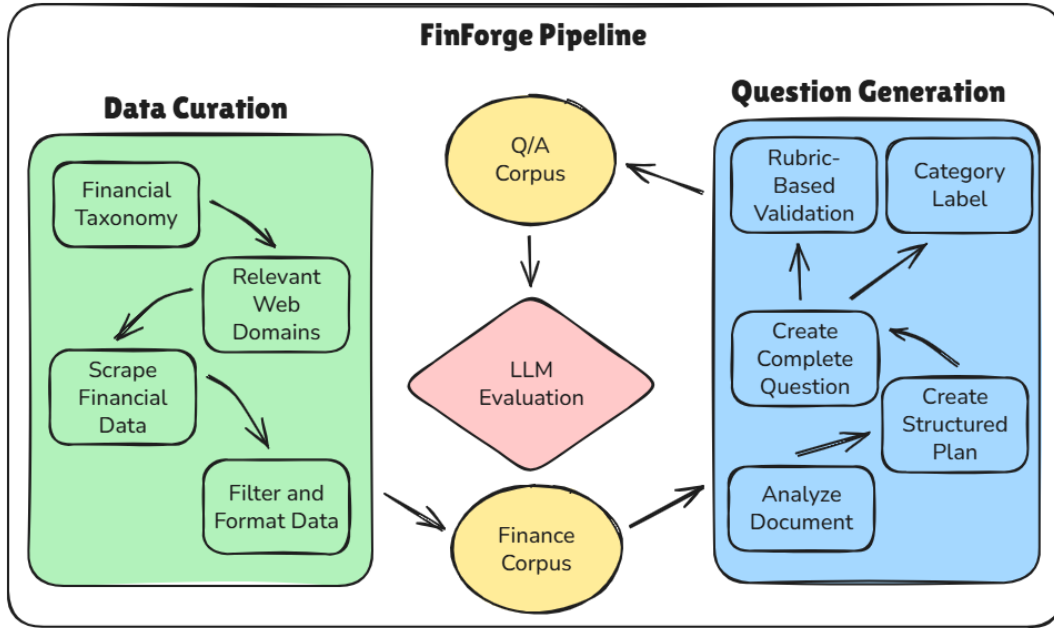 FinForge Pipeline
Data Curation
Financial
Taxonomy
Relevant
Web
Domains
Scrape
Financial
Data
Filter and
Format Data
Q/A
Corpus
LLM
Evaluation
Finance
Corpus
Question Generation
Rubric-
Based
Validation
Category
Label
Create
Complete
Question
Create
Structured
Plan
Analyze
Document